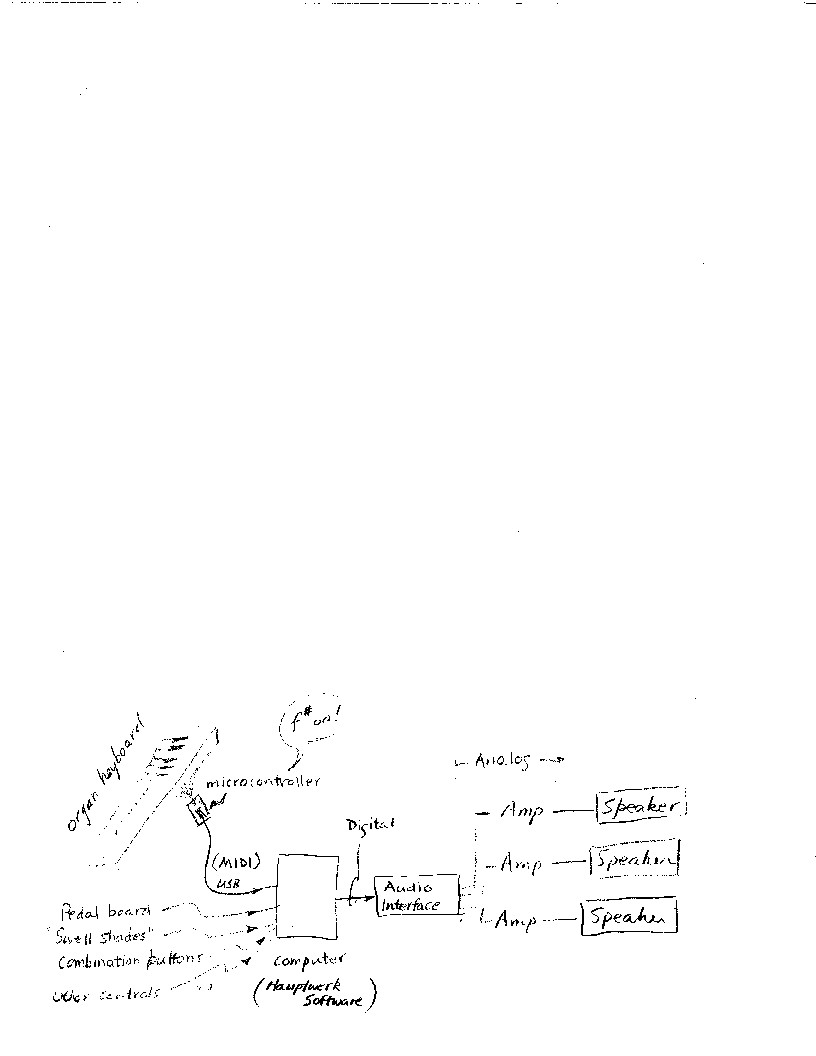 f# on!
organ keyboard
microcontroller
Analog
Digital
Amp
Speaker
(MIDI)
USB
Audio
Interface
Amp
Speaker
Amp
Speaker
Pedal board
"Swell shades"
Combination buttons
other controls
Computer
(Hauptwerk
Software)